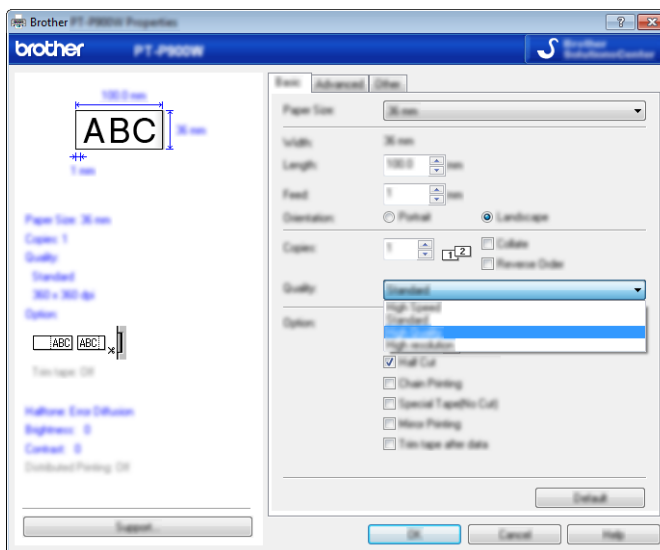 Brother PT-P900W Properties
brother PT-P900W
Brother
SolutionsCenter
Basic Advanced Other
100.0 mm
ABC
36 mm
1 mm
Paper Size: 36 mm
Width: 36 mm
Length: 100.0 mm
Feed: 1 mm
Orientation: Portrait Landscape
Copies: 1
1 2
Collate
Reverse Order
Quality: Standard
High Speed
Standard
High Quality
High resolution
Option:
Half Cut
Chain Printing
Special Tape(No Cut)
Mirror Printing
Trim tape after data
Default
Paper Size: 36 mm
Copies: 1
Quality:
Standard
360 x 360 dpi
Option:
ABC ABC
Trim tape: Off
Halftone: Error Diffusion
Brightness: 0
Contrast: 0
Distributed Printing: Off
Support...
OK Cancel Help